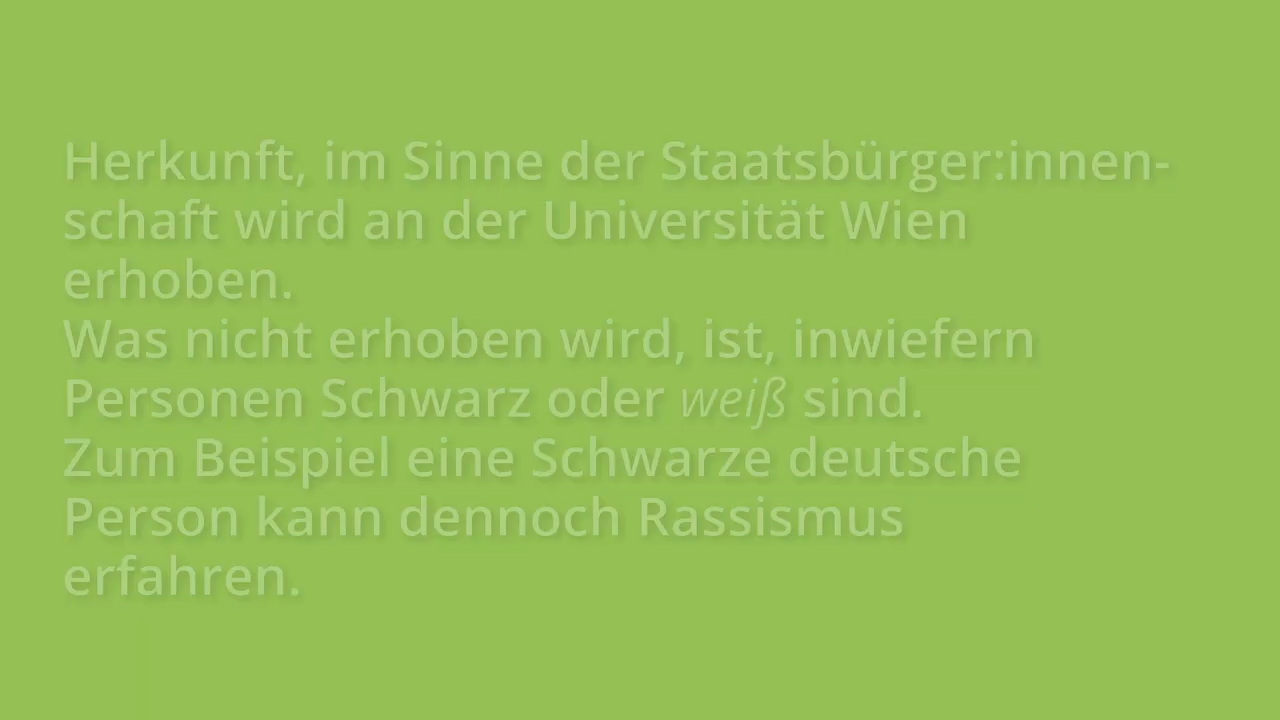 Herkunft, im Sinne der Staatsbürger:innen-
schaft wird an der Universität Wien
erhoben.
Was nicht erhoben wird, ist, inwiefern
Personen Schwarz oder weiß sind.
Zum Beispiel eine Schwarze deutsche
Person kann dennoch Rassismus
erfahren.